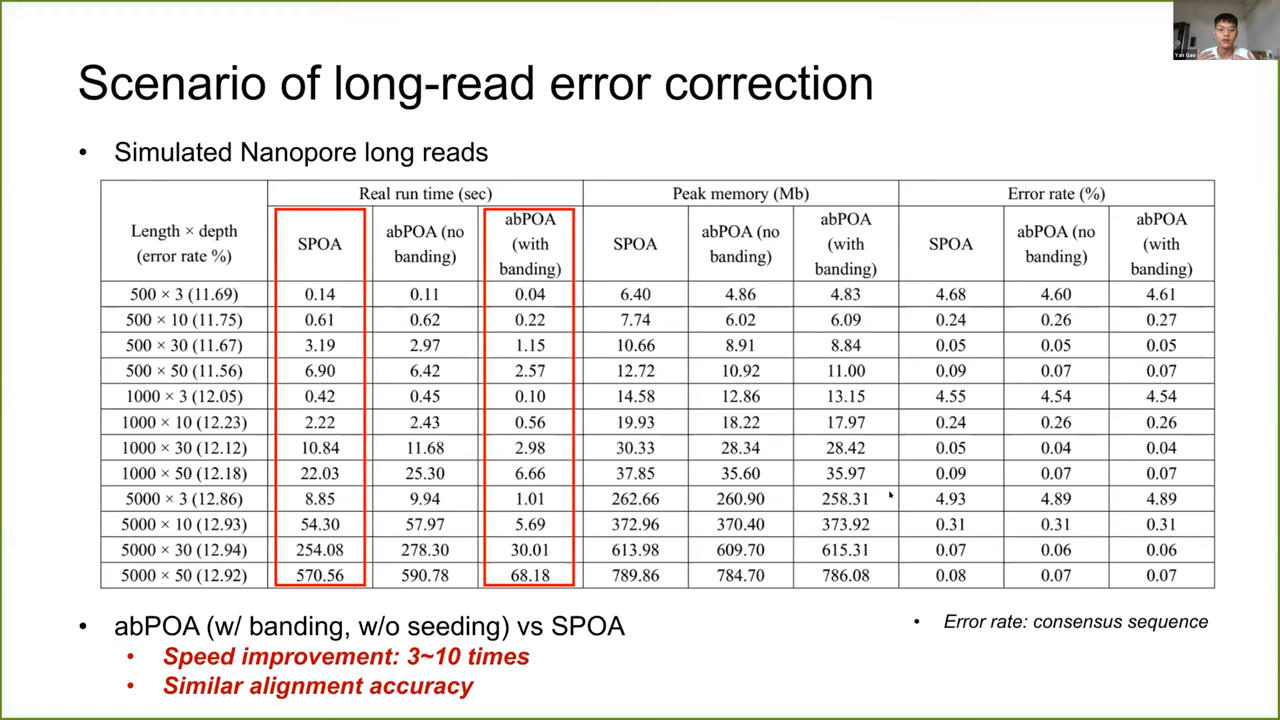 Yan Gao
Scenario of long-read error correction
• Simulated Nanopore long reads
Length × depth (error rate %) Real run time (sec) Peak memory (Mb) Error rate (%)
SPOA abPOA (no banding) abPOA (with banding) SPOA abPOA (no banding) abPOA (with banding) SPOA abPOA (no banding) abPOA (with banding)
500 × 3 (11.69) 0.14 0.11 0.04 6.40 4.86 4.83 4.68 4.60 4.61
500 × 10 (11.75) 0.61 0.62 0.22 7.74 6.02 6.09 0.24 0.26 0.27
500 × 30 (11.67) 3.19 2.97 1.15 10.66 8.91 8.84 0.05 0.05 0.05
500 × 50 (11.56) 6.90 6.42 2.57 12.72 10.92 11.00 0.09 0.07 0.07
1000 × 3 (12.05) 0.42 0.45 0.10 14.58 12.86 13.15 4.55 4.54 4.54
1000 × 10 (12.23) 2.22 2.43 0.56 19.93 18.22 17.97 0.24 0.26 0.26
1000 × 30 (12.12) 10.84 11.68 2.98 30.33 28.34 28.42 0.05 0.04 0.04
1000 × 50 (12.18) 22.03 25.30 6.66 37.85 35.60 35.97 0.09 0.07 0.07
5000 × 3 (12.86) 8.85 9.94 1.01 262.66 260.90 258.31 4.93 4.89 4.89
5000 × 10 (12.93) 54.30 57.97 5.69 372.96 370.40 373.92 0.31 0.31 0.31
5000 × 30 (12.94) 254.08 278.30 30.01 613.98 609.70 615.31 0.07 0.06 0.06
5000 × 50 (12.92) 570.56 590.78 68.18 789.86 784.70 786.08 0.08 0.07 0.07
• abPOA (w/ banding, w/o seeding) vs SPOA
• Speed improvement: 3~10 times
• Similar alignment accuracy
• Error rate: consensus sequence